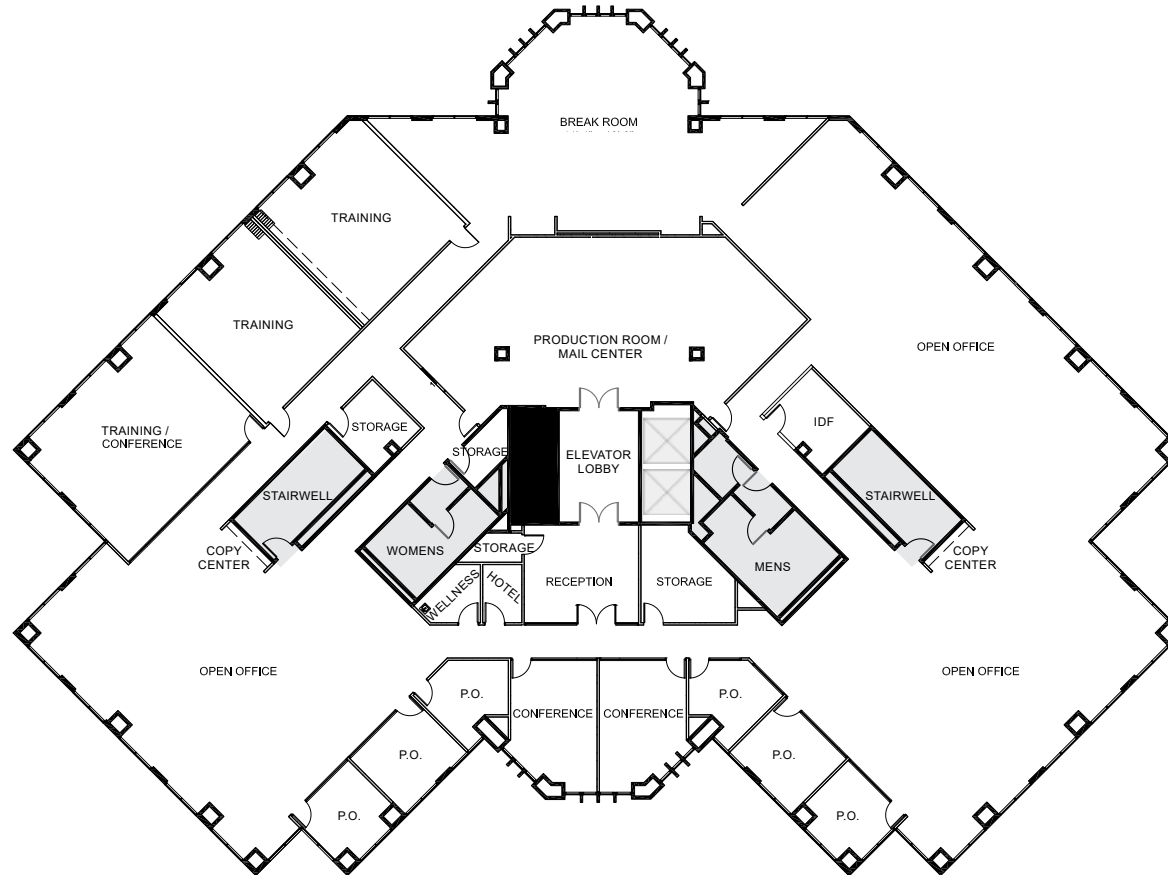 BREAK ROOM
TRAINING
TRAINING
PRODUCTION ROOM /
MAIL CENTER
OPEN OFFICE
TRAINING /
CONFERENCE
STORAGE
IDF
STORAGE
ELEVATOR
LOBBY
STAIRWELL
STAIRWELL
COPY
CENTER
WOMENS
STORAGE
COPY
CENTER
MENS
WELLNESS
HOTEL
RECEPTION
STORAGE
OPEN OFFICE
OPEN OFFICE
P.O.
CONFERENCE
CONFERENCE
P.O.
P.O.
P.O.
P.O.
P.O.